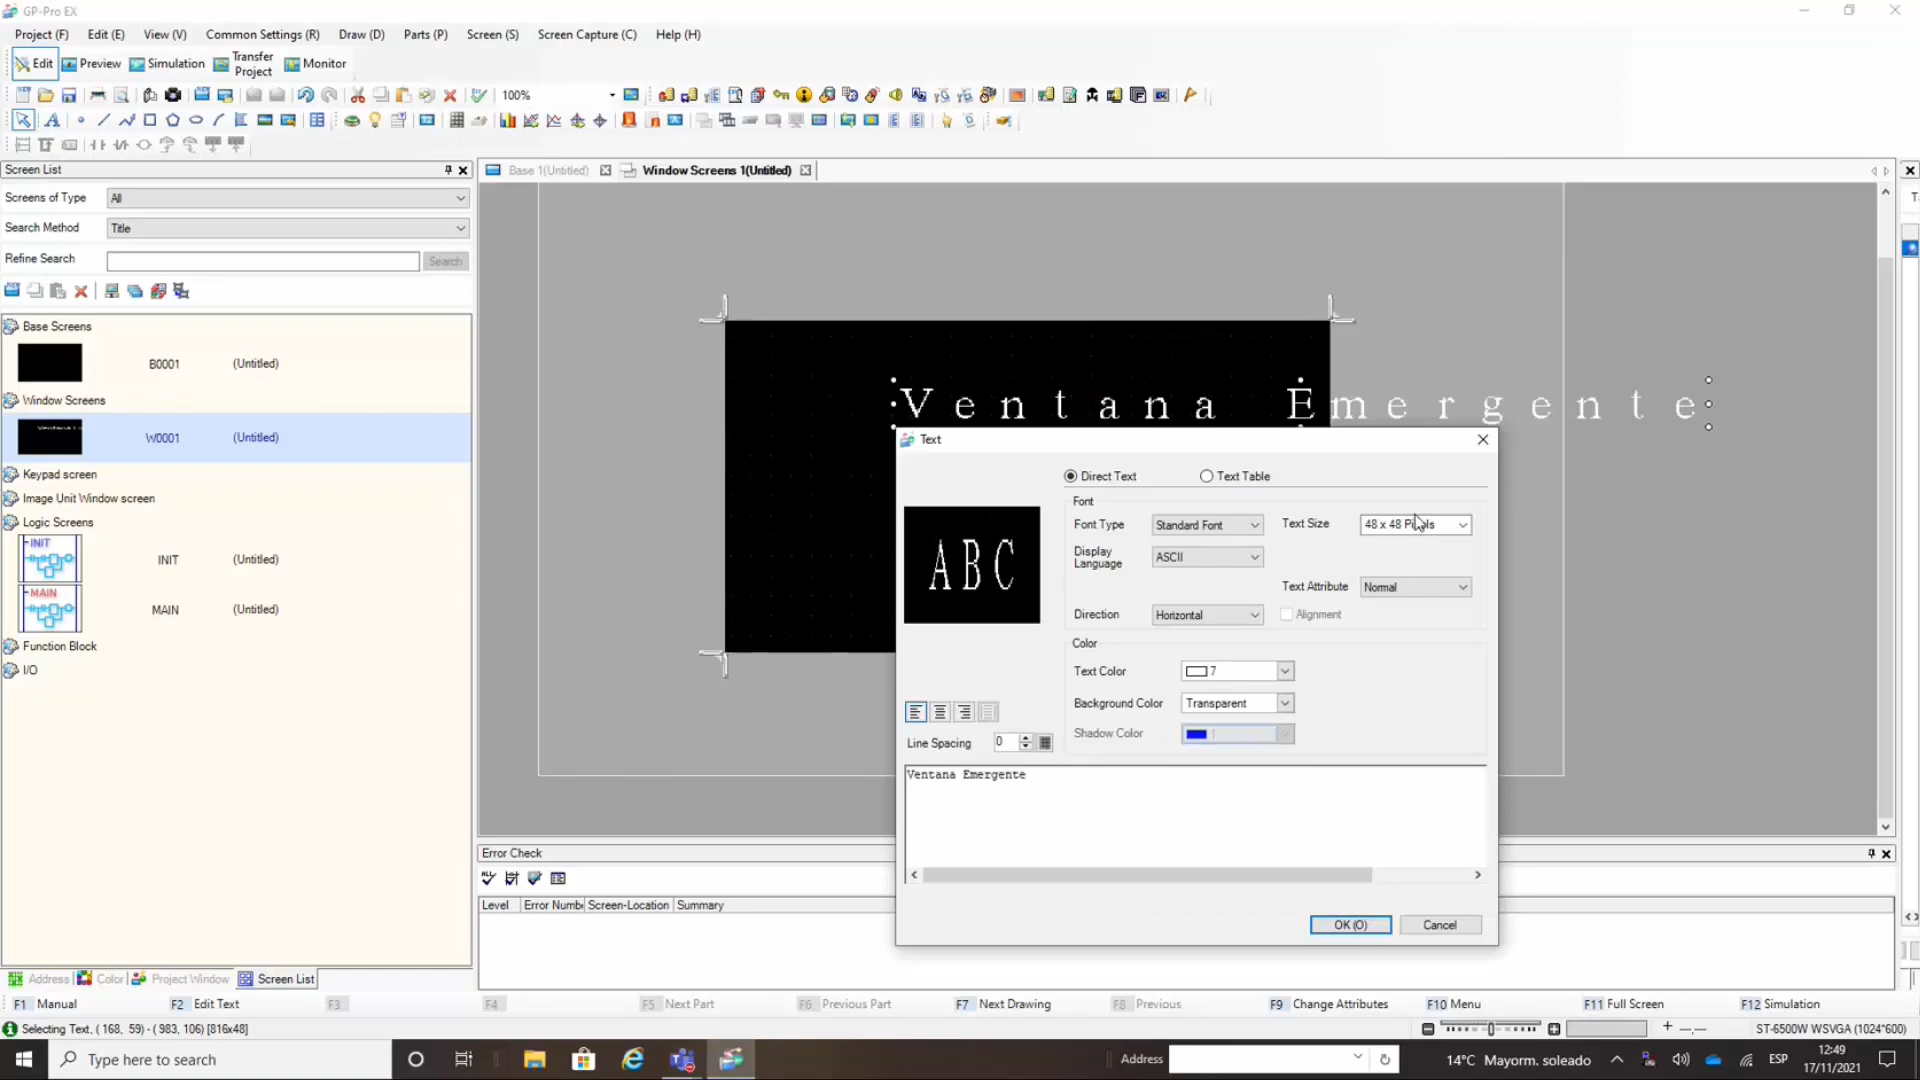 GP-Pro EX
Project (F) Edit (E) View (V) Common Settings (R) Draw (D) Parts (P) Screen (S) Screen Capture (C) Help (H)
Edit Preview Simulation Transfer Project Monitor
100%
Screen List
Base 1(Untitled) Window Screens 1(Untitled)
Screens of Type All
Search Method Title
Refine Search Search
Base Screens
B0001 (Untitled)
Window Screens
W0001 (Untitled)
Keypad screen
Image Unit Window screen
Logic Screens
INIT INIT (Untitled)
MAIN MAIN (Untitled)
Function Block
I/O
Ventana Emergente
Text
Direct Text Text Table
Font
Font Type Standard Font Text Size 48 x 48 Pixels
Display Language ASCII
Text Attribute Normal
Direction Horizontal Alignment
ABC
Color
Text Color 7
Background Color Transparent
Shadow Color 1
Line Spacing 0
Ventana Emergente
OK (O) Cancel
Error Check
Level Error Numb Screen-Location Summary
Address Color Project Window Screen List
F1 Manual F2 Edit Text F3 F4 F5 Next Part F6 Previous Part F7 Next Drawing F8 Previous F9 Change Attributes F10 Menu F11 Full Screen F12 Simulation
Selecting Text, ( 168, 59) - ( 983, 106) [816x48] ST-6500W WSVGA (1024*600)
Type here to search Address 14°C Mayorm. soleado ESP 12:49
17/11/2021